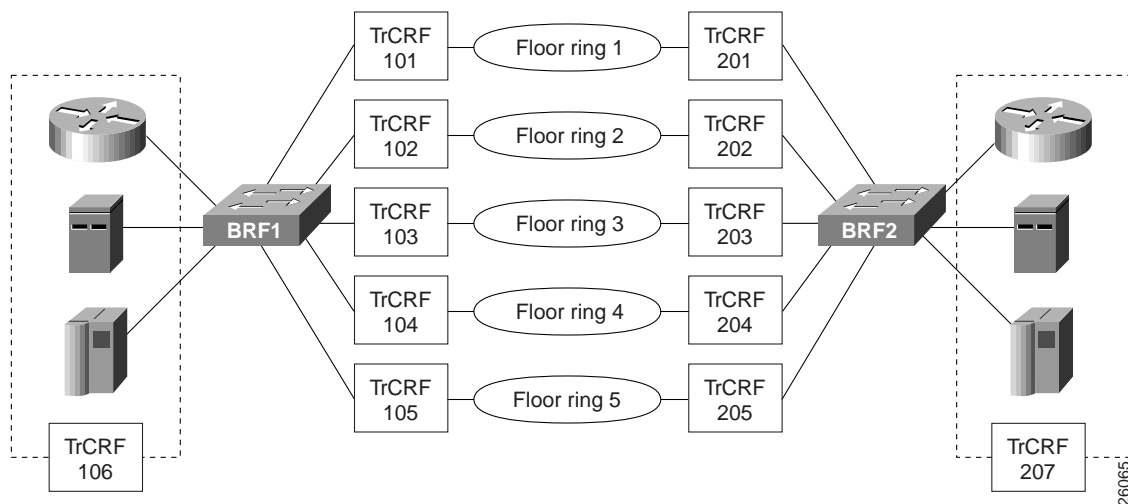 TrCRF
101
Floor ring 1
TrCRF
201
TrCRF
102
Floor ring 2
TrCRF
202
BRF1
TrCRF
103
Floor ring 3
TrCRF
203
BRF2
TrCRF
104
Floor ring 4
TrCRF
204
TrCRF
105
Floor ring 5
TrCRF
205
TrCRF
106
TrCRF
207
26065